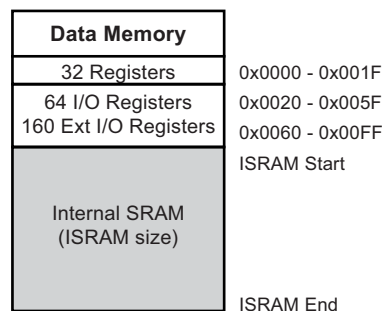 Data Memory
32 Registers 0x0000 - 0x001F
64 I/O Registers 0x0020 - 0x005F
160 Ext I/O Registers 0x0060 - 0x00FF
ISRAM Start
Internal SRAM
(ISRAM size)
ISRAM End